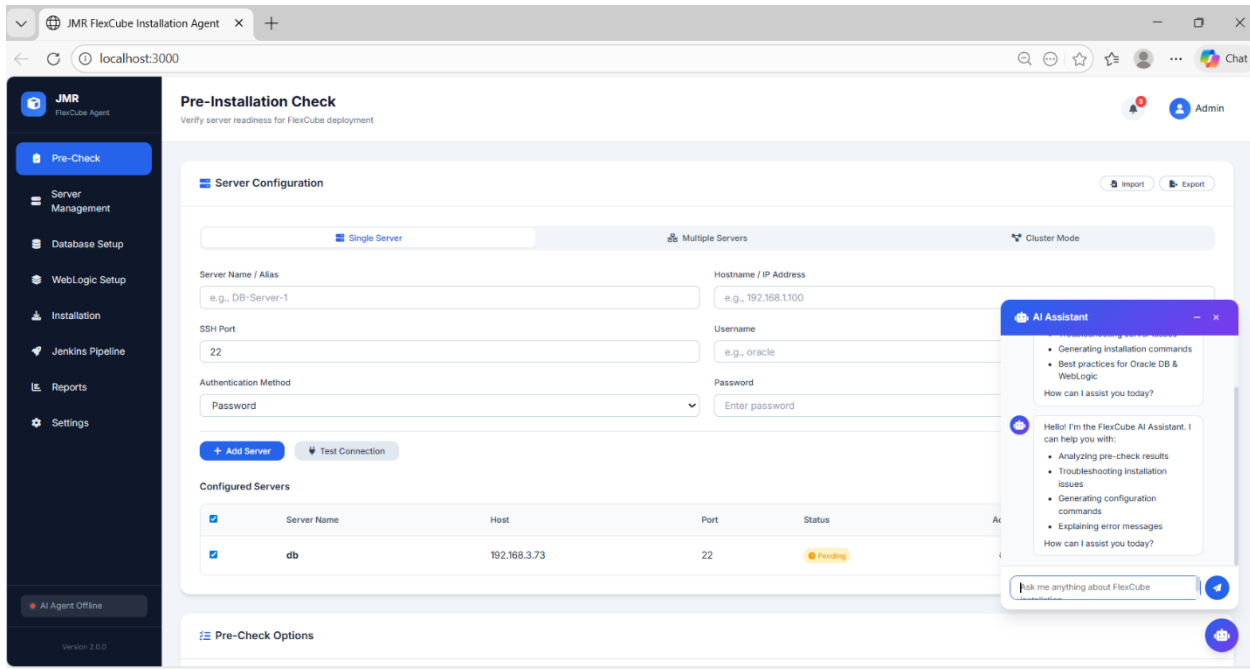 JMR FlexCube Installation Agent
localhost:3000
Chat
JMR
FlexCube Agent
Pre-Check
Server
Management
Database Setup
WebLogic Setup
Installation
Jenkins Pipeline
Reports
Settings
AI Agent Offline
Version 2.0.0
Pre-Installation Check
Verify server readiness for FlexCube deployment
3
Admin
Server Configuration
Import
Export
Single Server
Multiple Servers
Cluster Mode
Server Name / Alias
e.g., DB-Server-1
Hostname / IP Address
e.g., 192.168.1.100
SSH Port
22
Username
e.g., oracle
Authentication Method
Password
Password
Enter password
+ Add Server
Test Connection
Configured Servers
Server Name Host Port Status
db 192.168.3.73 22 Pending
Pre-Check Options
AI Assistant
Troubleshooting server issues
• Generating installation commands
• Best practices for Oracle DB &
WebLogic
How can I assist you today?
Hello! I'm the FlexCube AI Assistant. I
can help you with:
• Analyzing pre-check results
• Troubleshooting installation
issues
• Generating configuration
commands
• Explaining error messages
How can I assist you today?
Ask me anything about FlexCube
installation